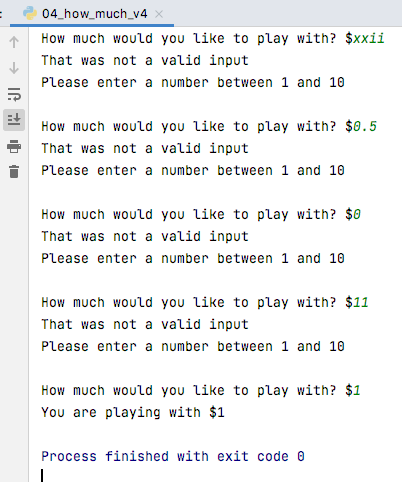 04_how_much_v4
How much would you like to play with? $xxii
That was not a valid input
Please enter a number between 1 and 10
How much would you like to play with? $0.5
That was not a valid input
Please enter a number between 1 and 10
How much would you like to play with? $0
That was not a valid input
Please enter a number between 1 and 10
How much would you like to play with? $11
That was not a valid input
Please enter a number between 1 and 10
How much would you like to play with? $1
You are playing with $1
Process finished with exit code 0